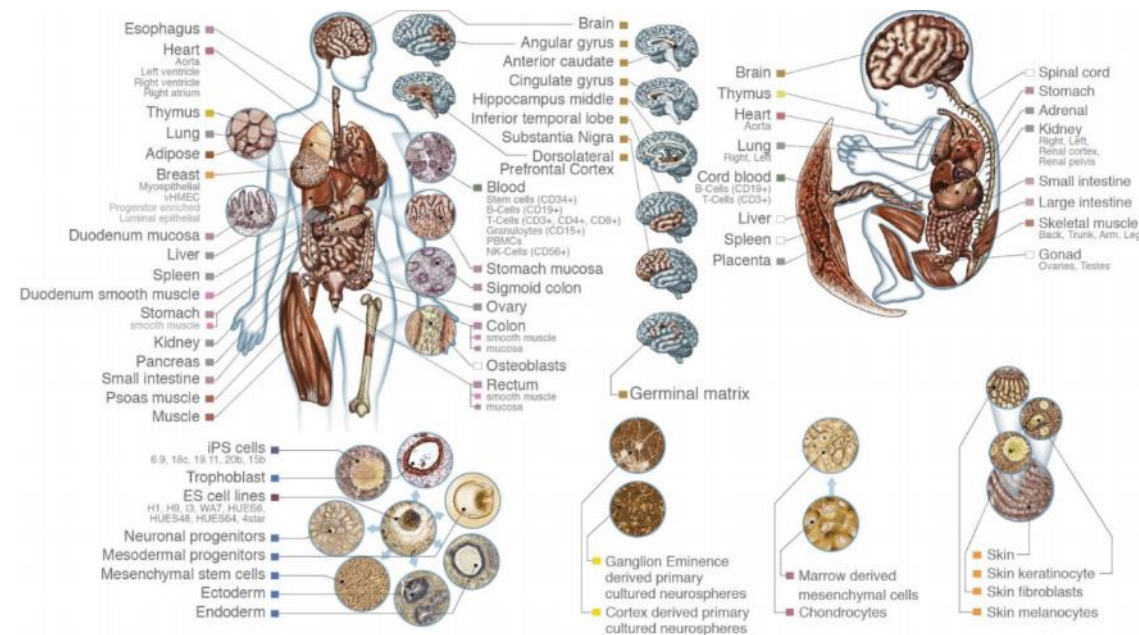 Esophagus
Heart
Aorta
Left ventricle
Right ventricle
Right atrium
Thymus
Lung
Adipose
Breast
Myoepithelial
vHMEC
Progenitor enriched
Luminal epithelial
Duodenum mucosa
Liver
Spleen
Duodenum smooth muscle
Stomach
smooth muscle
Kidney
Pancreas
Small intestine
Psoas muscle
Muscle
Brain
Angular gyrus
Anterior caudate
Cingulate gyrus
Hippocampus middle
Inferior temporal lobe
Substantia Nigra
Dorsolateral
Prefrontal Cortex
Blood
Stem cells (CD34+)
B-Cells (CD19+)
T-Cells (CD3+, CD4+, CD8+)
Granuloytes (CD15+)
PBMCs
NK-Cells (CD56+)
Stomach mucosa
Sigmoid colon
Ovary
Colon
smooth muscle
mucosa
Osteoblasts
Rectum
smooth muscle
mucosa
Germinal matrix
Brain
Thymus
Heart
Aorta
Lung
Right, Left
Cord blood
B-Cells (CD19+)
T-Cells (CD3+)
Liver
Spleen
Placenta
Spinal cord
Stomach
Adrenal
Kidney
Right, Left,
Renal cortex,
Renal pelvis
Small intestine
Large intestine
Skeletal muscle
Back, Trunk, Arm, Leg
Gonad
Ovaries, Testes
iPS cells
6.9, 18c, 19.11, 20b, 15b
Trophoblast
ES cell lines
H1, H9, I3, WA7, HUES6,
HUES48, HUES64, 4star
Neuronal progenitors
Mesodermal progenitors
Mesenchymal stem cells
Ectoderm
Endoderm
Ganglion Eminence
derived primary
cultured neurospheres
Cortex derived primary
cultured neurospheres
Marrow derived
mesenchymal cells
Chondrocytes
Skin
Skin keratinocyte
Skin fibroblasts
Skin melanocytes